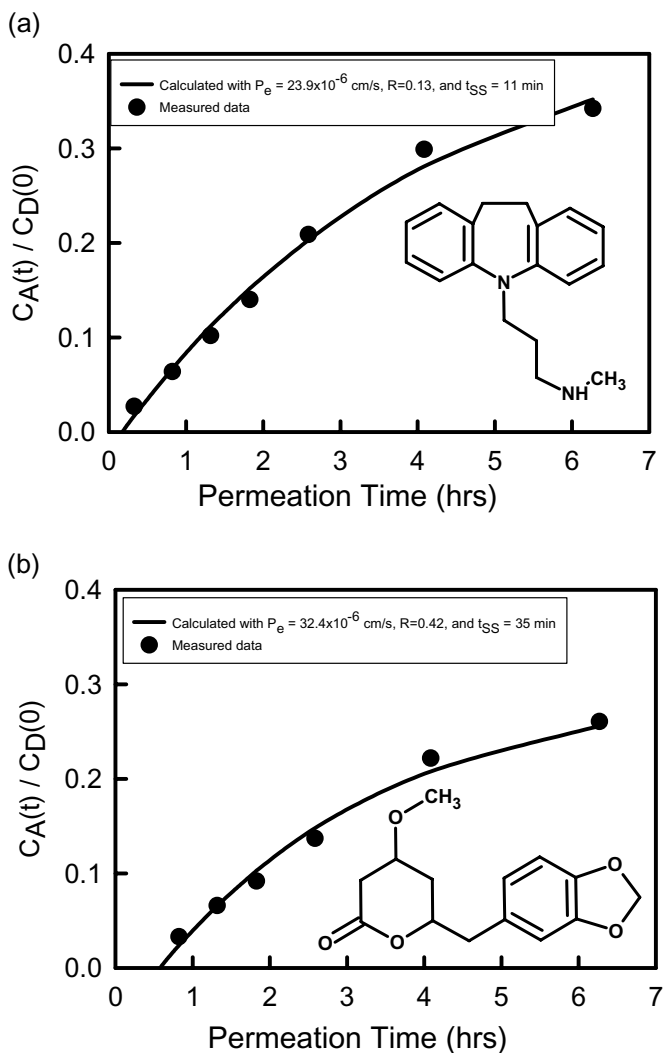 (a)
0.4
Calculated with Pe = 23.9x10-6 cm/s, R=0.13, and tSS = 11 min
Measured data
0.3
0.2
0.1
0.0
CA(t) / CD(0)
N
NH
CH3
0 1 2 3 4 5 6 7
Permeation Time (hrs)
(b)
0.4
Calculated with Pe = 32.4x10-6 cm/s, R=0.42, and tSS = 35 min
Measured data
0.3
0.2
0.1
0.0
CA(t) / CD(0)
O
CH3
O
O
O
O
0 1 2 3 4 5 6 7
Permeation Time (hrs)